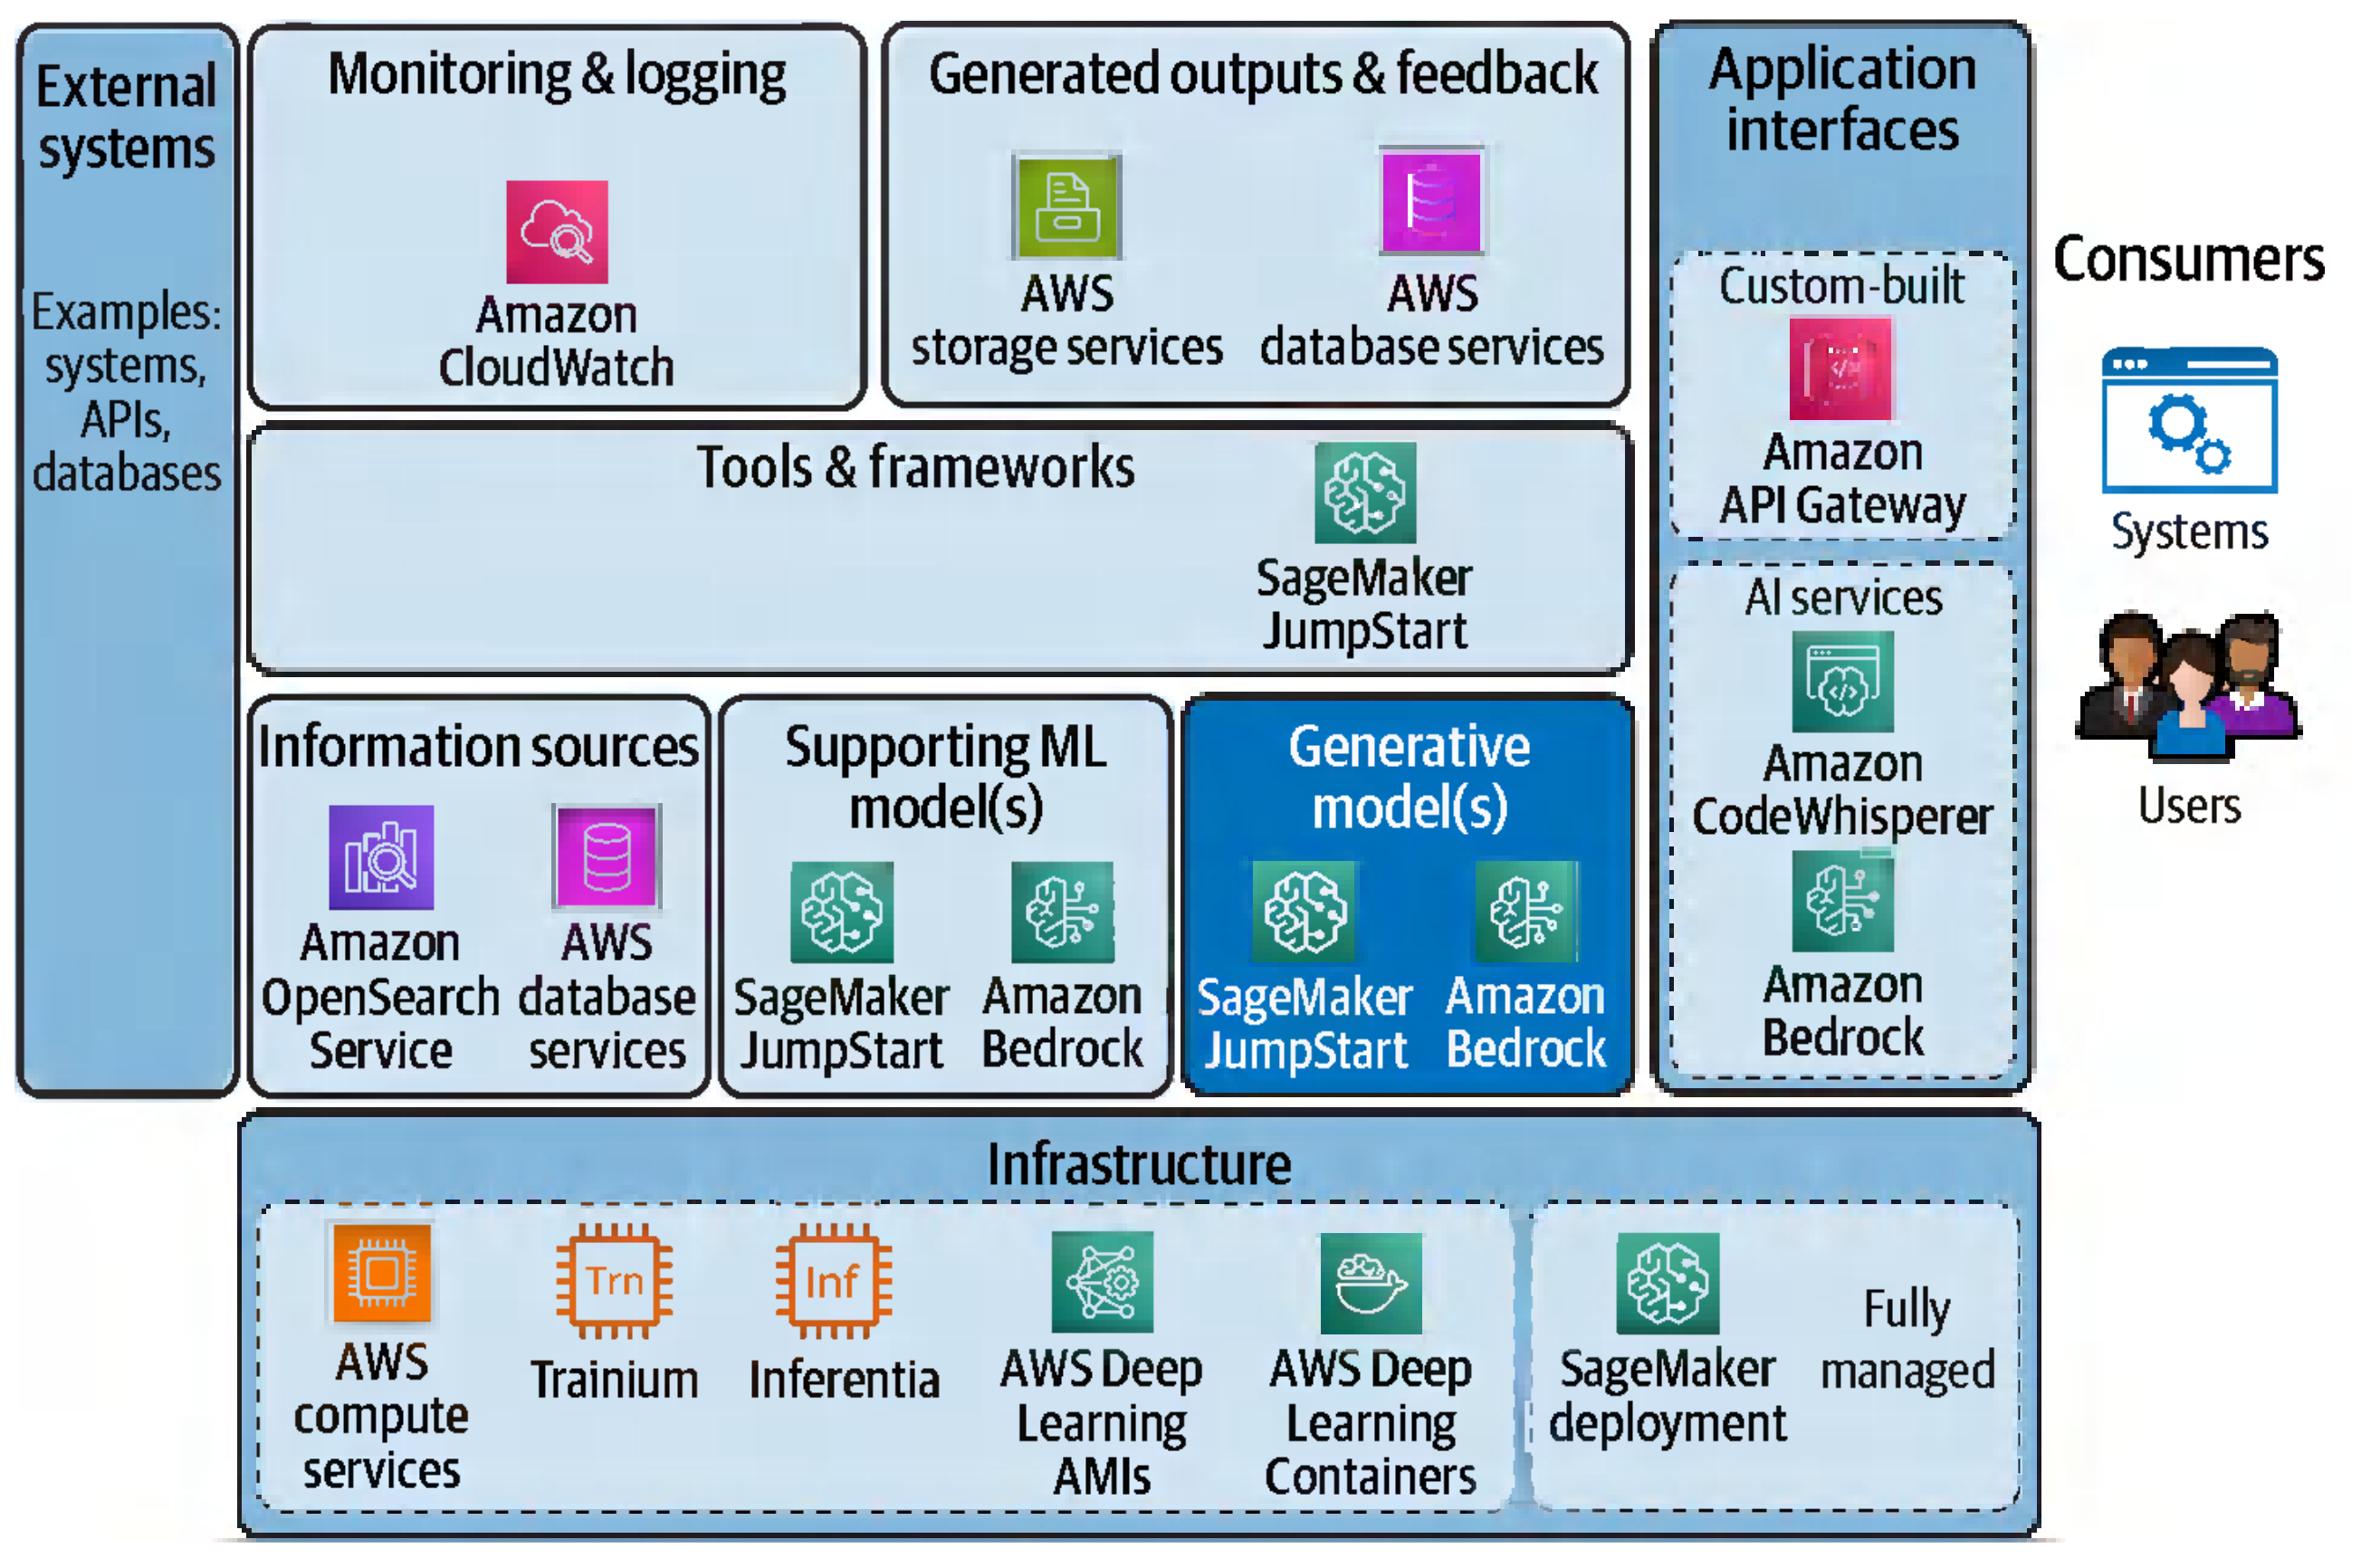 External
systems
Examples:
systems,
APIs,
databases
Monitoring & logging
Amazon
CloudWatch
Generated outputs & feedback
AWS
storage services
AWS
database services
Tools & frameworks
SageMaker
JumpStart
Information sources
Amazon
OpenSearch
Service
AWS
database
services
Supporting ML
model(s)
SageMaker
JumpStart
Amazon
Bedrock
Generative
model(s)
SageMaker
JumpStart
Amazon
Bedrock
Application
interfaces
Custom-built
</>
Amazon
API Gateway
AI services
</>
Amazon
CodeWhisperer
Amazon
Bedrock
Consumers
Systems
Users
Infrastructure
AWS
compute
services
Trn
Trainium
Inf
Inferentia
AWS Deep
Learning
AMIs
AWS Deep
Learning
Containers
SageMaker
deployment
Fully
managed